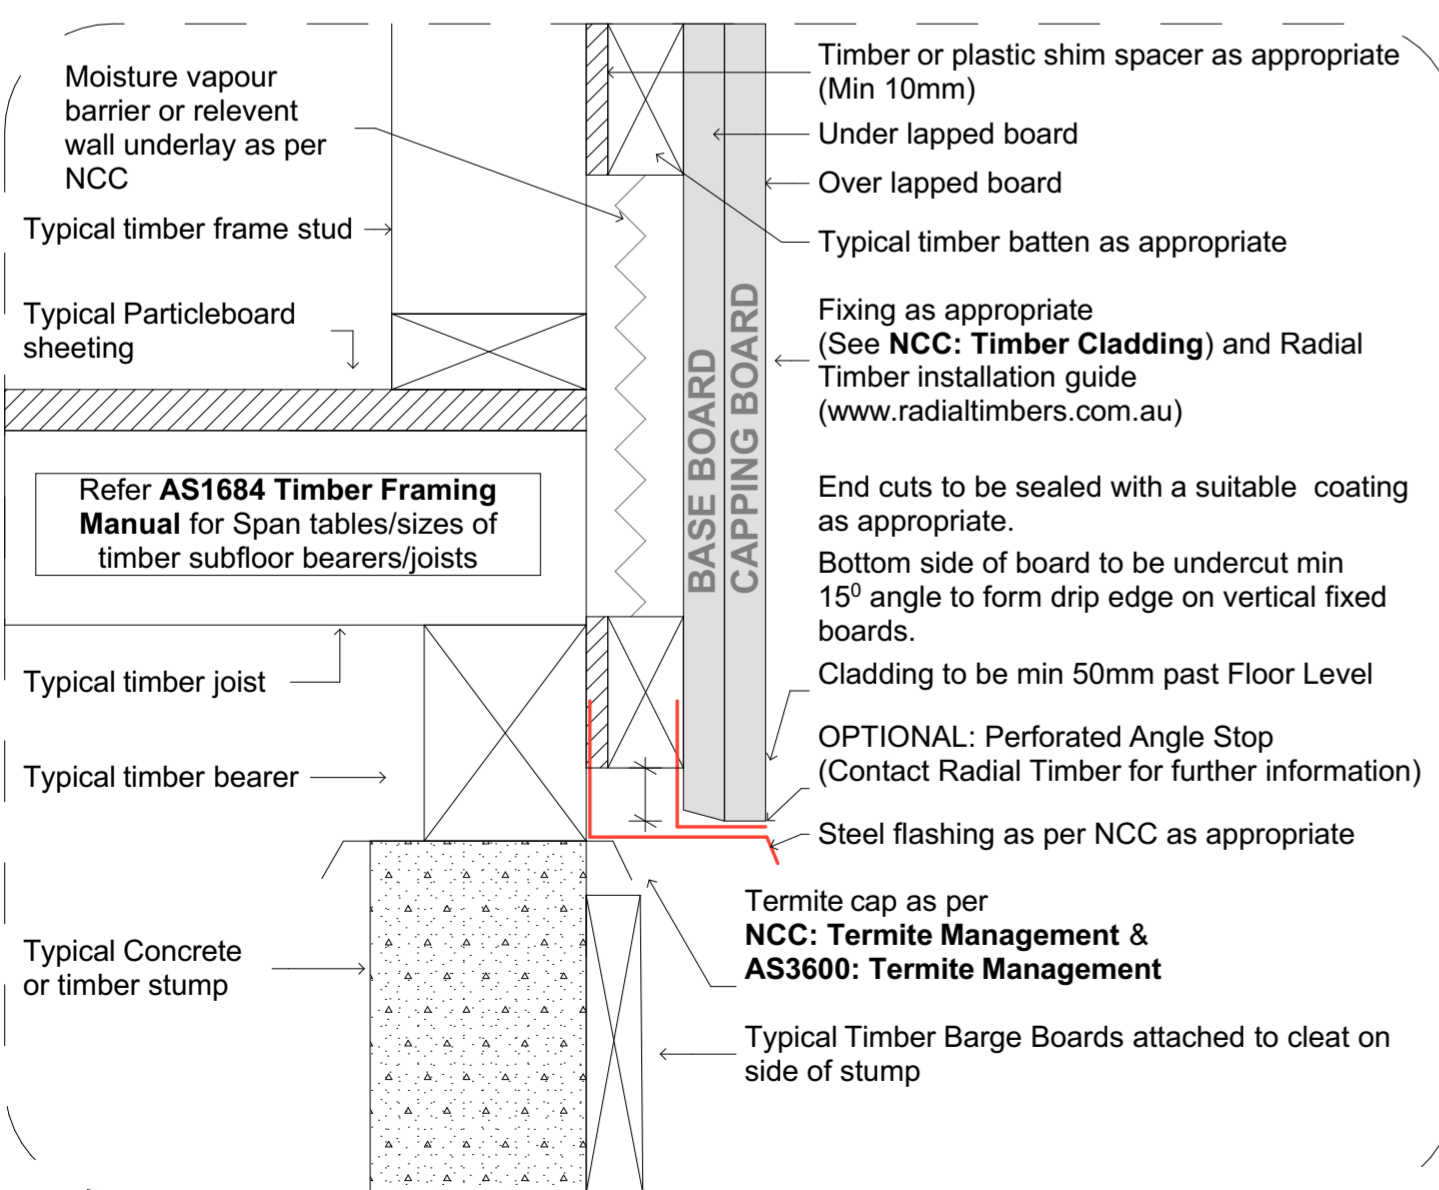 Moisture vapour
barrier or relevent
wall underlay as per
NCC
Typical timber frame stud
Typical Particleboard
sheeting
Refer AS1684 Timber Framing
Manual for Span tables/sizes of
timber subfloor bearers/joists
Typical timber joist
Typical timber bearer
Typical Concrete
or timber stump
BASE BOARD
CAPPING BOARD
Timber or plastic shim spacer as appropriate
(Min 10mm)
Under lapped board
Over lapped board
Typical timber batten as appropriate
Fixing as appropriate
(See NCC: Timber Cladding) and Radial
Timber installation guide
(www.radialtimbers.com.au)
End cuts to be sealed with a suitable coating
as appropriate.
Bottom side of board to be undercut min
15⁰ angle to form drip edge on vertical fixed
boards.
Cladding to be min 50mm past Floor Level
OPTIONAL: Perforated Angle Stop
(Contact Radial Timber for further information)
Steel flashing as per NCC as appropriate
Termite cap as per
NCC: Termite Management &
AS3600: Termite Management
Typical Timber Barge Boards attached to cleat on
side of stump